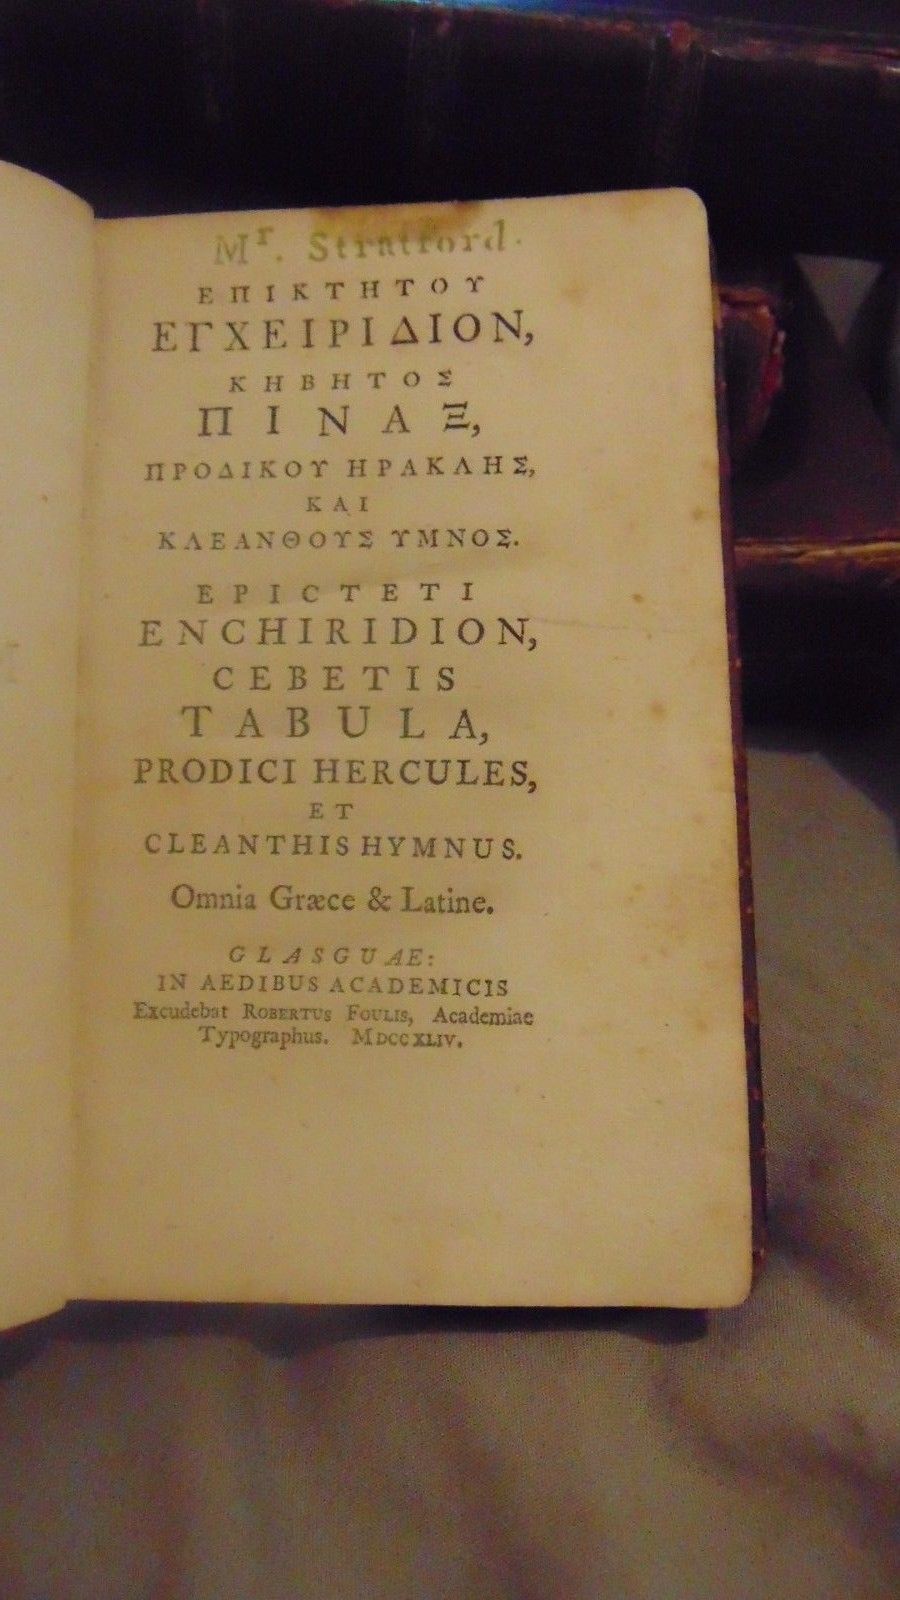 Mr. Stratford.
ΕΠΙΚΤΗΤΟΥ
ΕΓΧΕΙΡΙΔΙΟΝ,
ΚΗΒΗΤΟΣ
ΠΙΝΑΞ,
ΠΡΟΔΙΚΟΥ ΗΡΑΚΛΗΣ,
ΚΑΙ
ΚΛΕΑΝΘΟΥΣ ΥΜΝΟΣ.
EPICTETI
ENCHIRIDION,
CEBETIS
TABULA,
PRODICI HERCULES,
ET
CLEANTHIS HYMNUS.
Omnia Græce & Latine.
GLASGUAE:
IN AEDIBUS ACADEMICIS
Excudebat ROBERTUS FOULIS, Academiae
Typographus. MDCCXLIV.